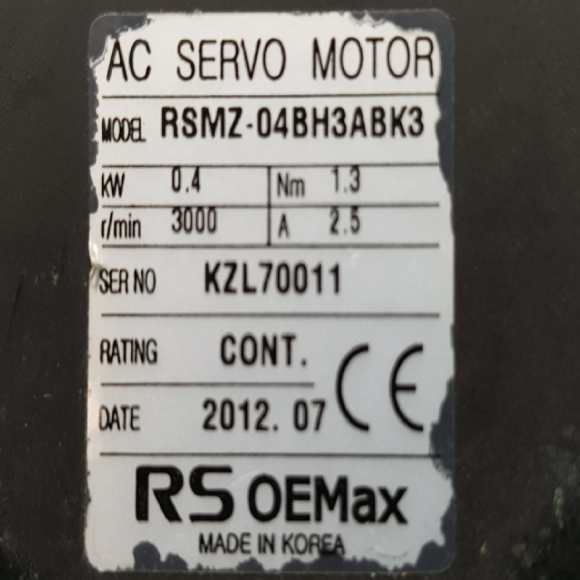 AC SERVO MOTOR
MODEL RSMZ-04BH3ABK3
kW 0.4 Nm 1.3
r/min 3000 A 2.5
SER NO KZL70011
RATING CONT.
CE
DATE 2012.07
RS OEMax
MADE IN KOREA